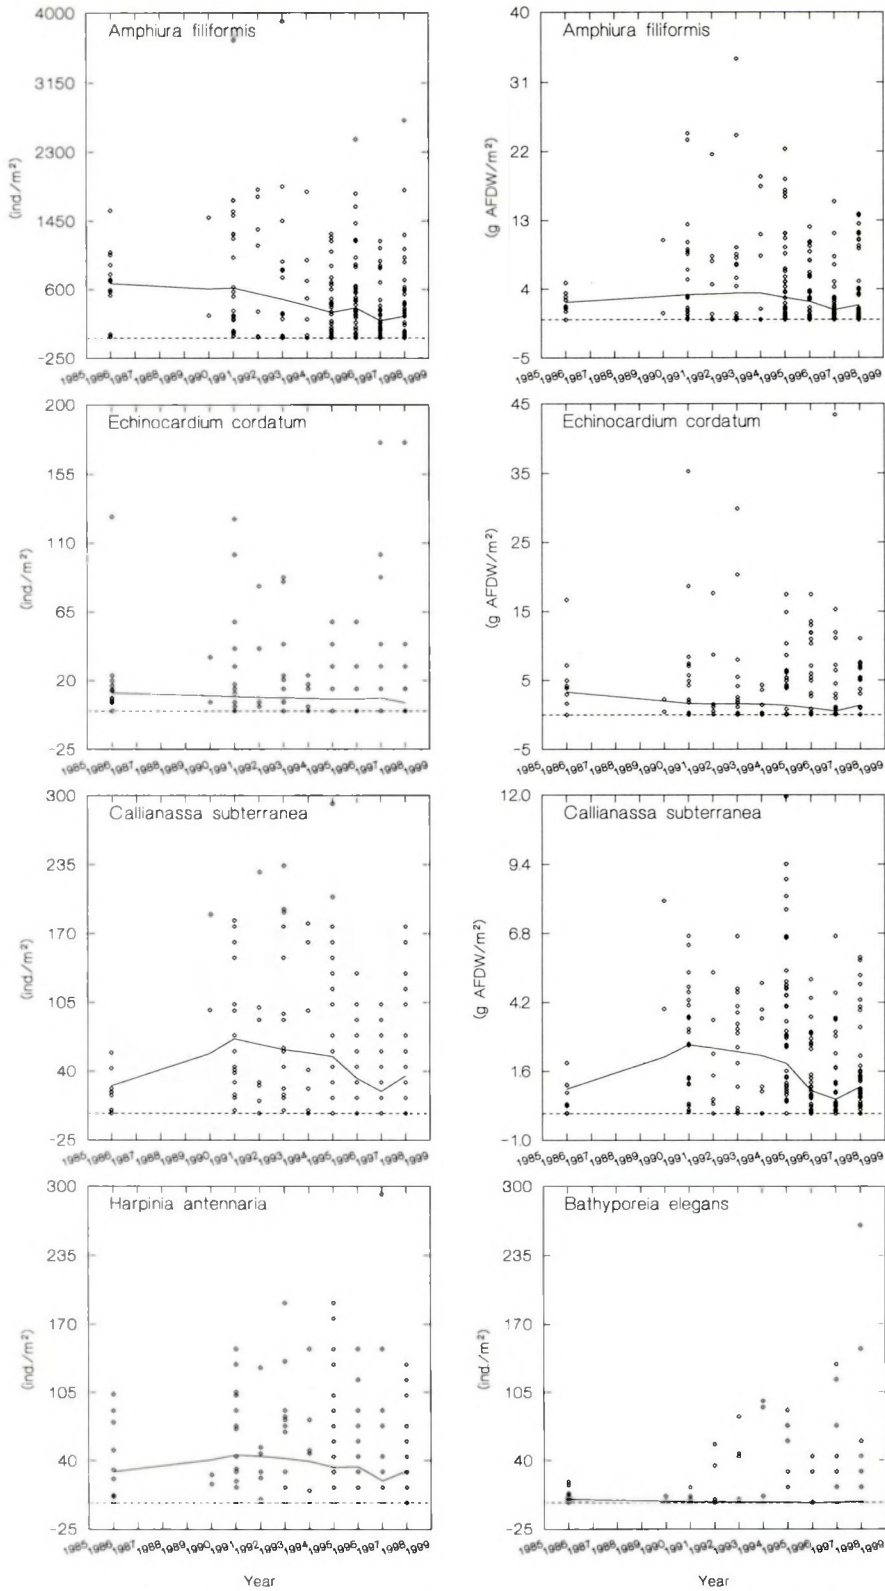 Amphiura filiformis
(ind./m²)
4000
3150
2300
1450
600
-250
1985 1986 1987 1988 1989 1990 1991 1992 1993 1994 1995 1996 1997 1998 1999
Amphiura filiformis
(g AFDW/m²)
40
31
22
13
4
-5
1985 1986 1987 1988 1989 1990 1991 1992 1993 1994 1995 1996 1997 1998 1999
Echinocardium cordatum
(ind./m²)
200
155
110
65
20
-25
1985 1986 1987 1988 1989 1990 1991 1992 1993 1994 1995 1996 1997 1998 1999
Echinocardium cordatum
(g AFDW/m²)
45
35
25
15
5
-5
1985 1986 1987 1988 1989 1990 1991 1992 1993 1994 1995 1996 1997 1998 1999
Callianassa subterranea
(ind./m²)
300
235
170
105
40
-25
1985 1986 1987 1988 1989 1990 1991 1992 1993 1994 1995 1996 1997 1998 1999
Callianassa subterranea
(g AFDW/m²)
12.0
9.4
6.8
4.2
1.6
-1.0
1985 1986 1987 1988 1989 1990 1991 1992 1993 1994 1995 1996 1997 1998 1999
Harpinia antennaria
(ind./m²)
300
235
170
105
40
-25
1985 1986 1987 1988 1989 1990 1991 1992 1993 1994 1995 1996 1997 1998 1999
Year
Bathyporeia elegans
(ind./m²)
300
235
170
105
40
-25
1985 1986 1987 1988 1989 1990 1991 1992 1993 1994 1995 1996 1997 1998 1999
Year